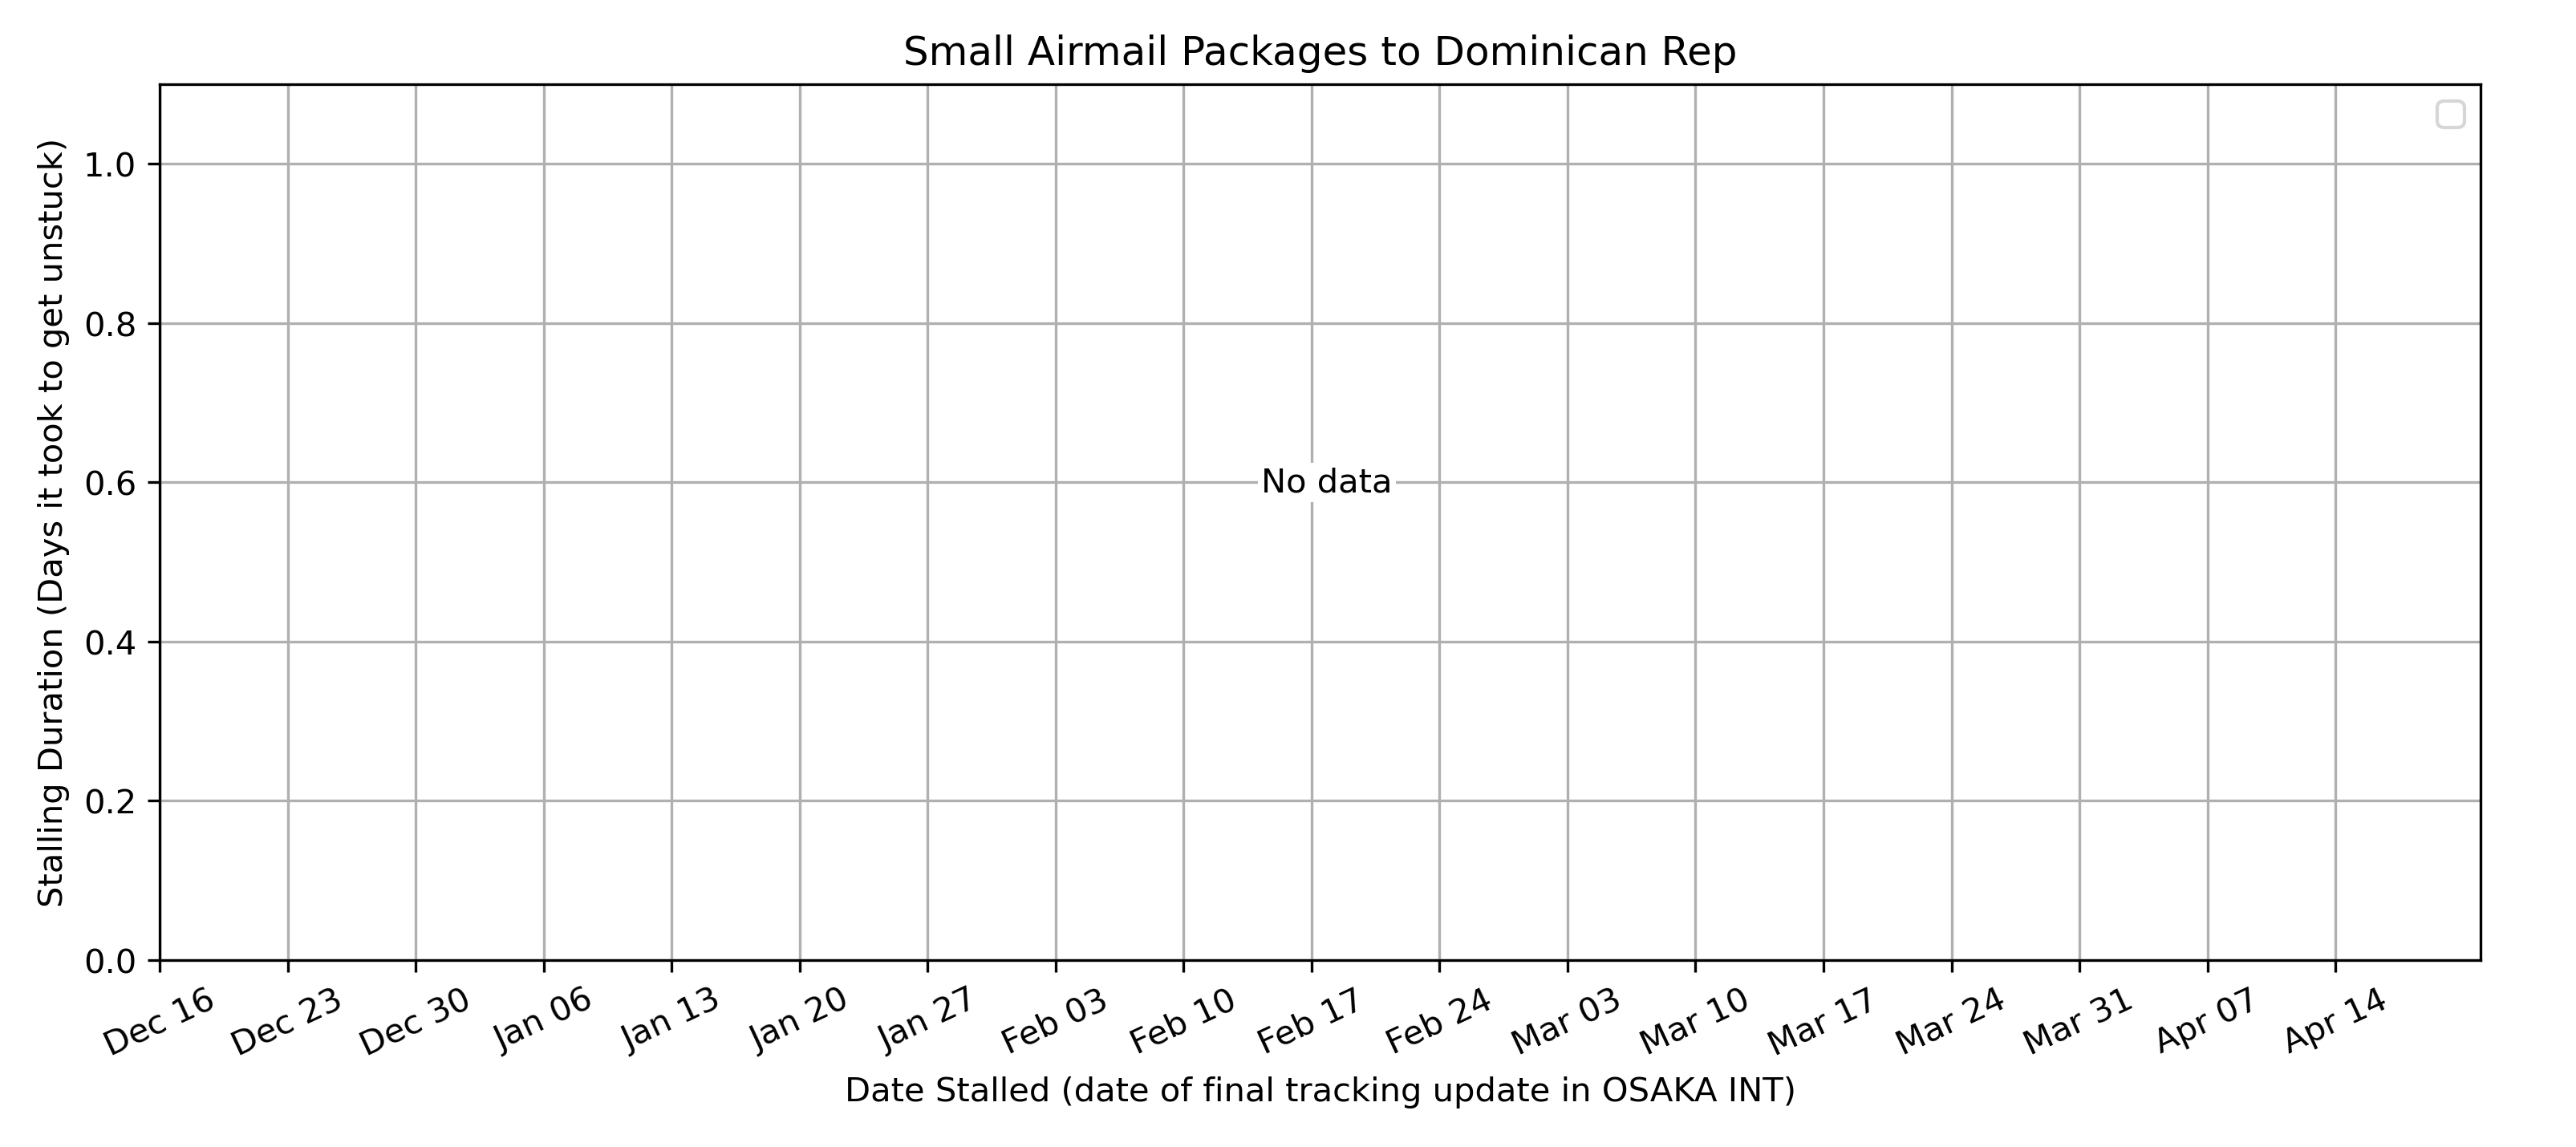 Small Airmail Packages to Dominican Rep
Stalling Duration (Days it took to get unstuck)
1.0
0.8
0.6
0.4
0.2
0.0
No data
Dec 16 Dec 23 Dec 30 Jan 06 Jan 13 Jan 20 Jan 27 Feb 03 Feb 10 Feb 17 Feb 24 Mar 03 Mar 10 Mar 17 Mar 24 Mar 31 Apr 07 Apr 14
Date Stalled (date of final tracking update in OSAKA INT)